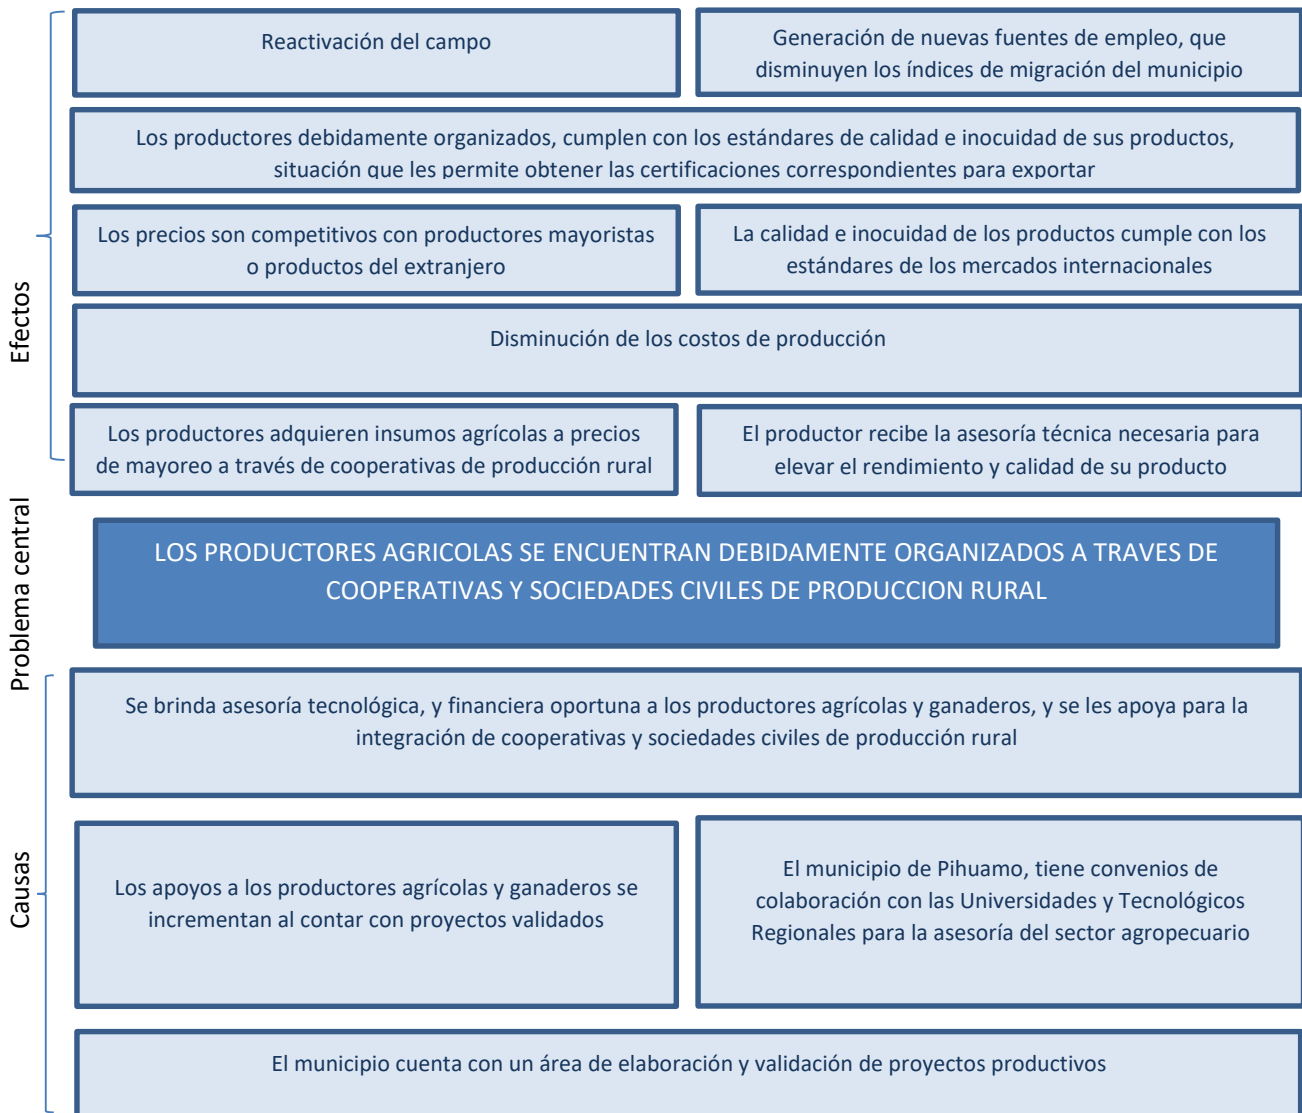 Reactivación del campo
Generación de nuevas fuentes de empleo, que
disminuyen los índices de migración del municipio
Los productores debidamente organizados, cumplen con los estándares de calidad e inocuidad de sus productos,
situación que les permite obtener las certificaciones correspondientes para exportar
Los precios son competitivos con productores mayoristas
o productos del extranjero
La calidad e inocuidad de los productos cumple con los
estándares de los mercados internacionales
Efectos
Disminución de los costos de producción
Los productores adquieren insumos agrícolas a precios
de mayoreo a través de cooperativas de producción rural
El productor recibe la asesoría técnica necesaria para
elevar el rendimiento y calidad de su producto
Problema central
LOS PRODUCTORES AGRICOLAS SE ENCUENTRAN DEBIDAMENTE ORGANIZADOS A TRAVES DE
COOPERATIVAS Y SOCIEDADES CIVILES DE PRODUCCION RURAL
Se brinda asesoría tecnológica, y financiera oportuna a los productores agrícolas y ganaderos, y se les apoya para la
integración de cooperativas y sociedades civiles de producción rural
Causas
Los apoyos a los productores agrícolas y ganaderos se
incrementan al contar con proyectos validados
El municipio de Pihuamo, tiene convenios de
colaboración con las Universidades y Tecnológicos
Regionales para la asesoría del sector agropecuario
El municipio cuenta con un área de elaboración y validación de proyectos productivos